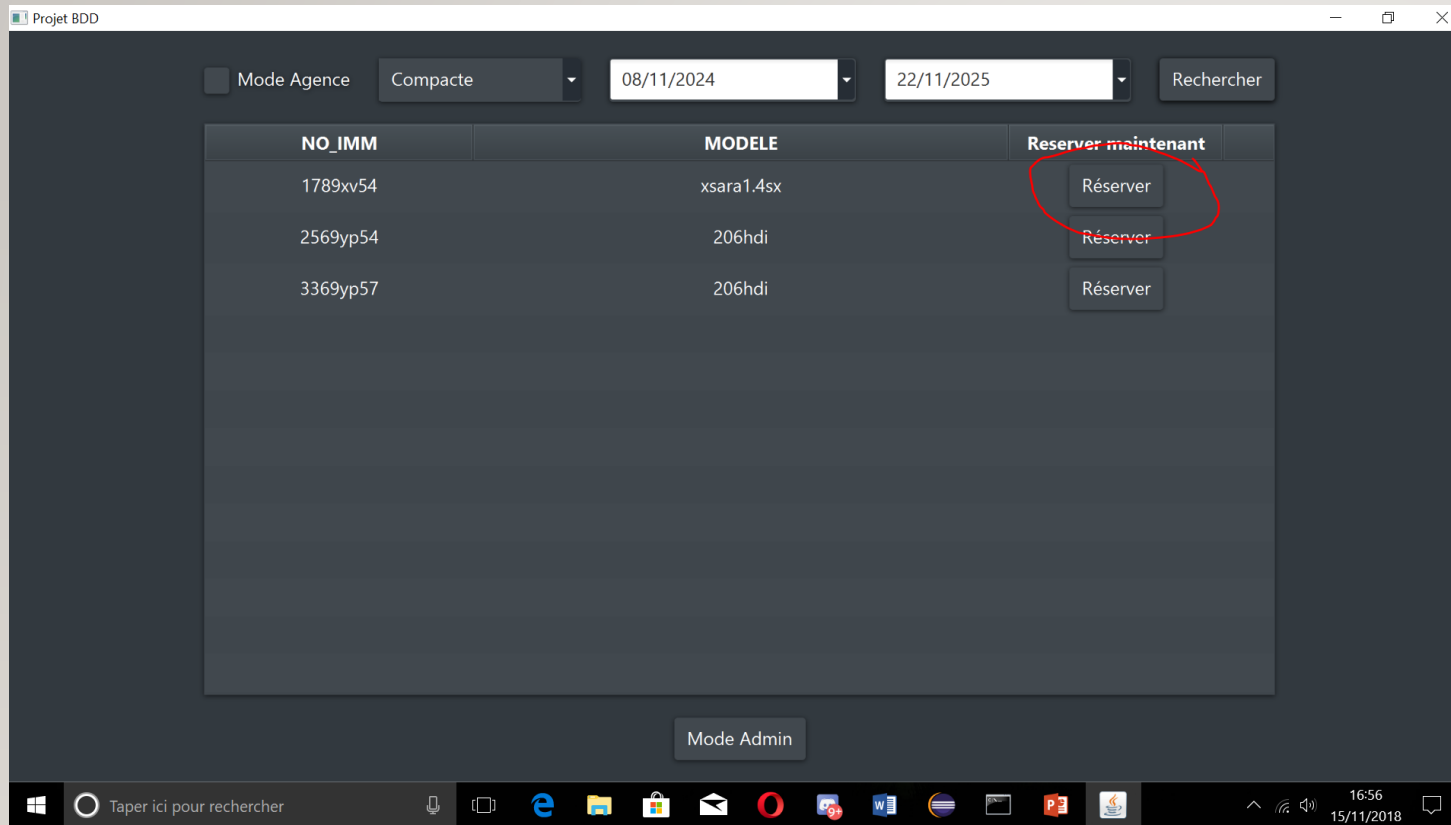 Projet BDD
Mode Agence Compacte 08/11/2024 22/11/2025 Rechercher
NO_IMM MODELE Reserver maintenant
1789xv54 xsara1.4sx Réserver
2569yp54 206hdi Réserver
3369yp57 206hdi Réserver
Mode Admin
Taper ici pour rechercher 9+ 16:56
15/11/2018